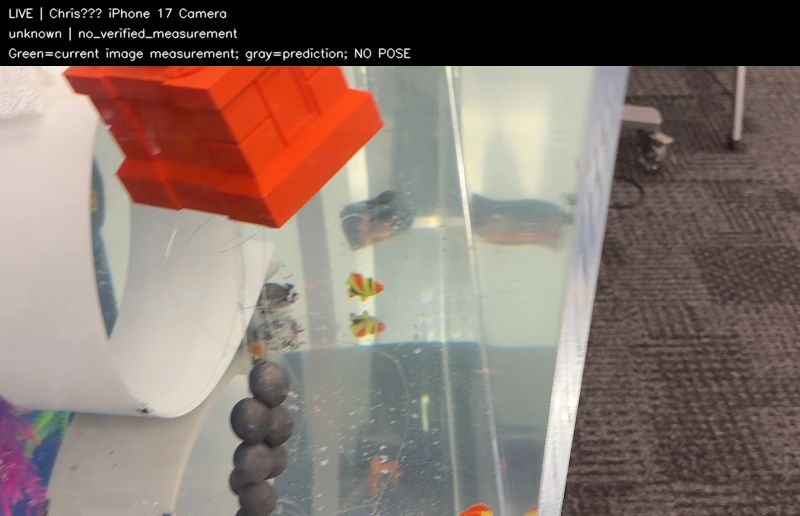 LIVE | Chris??? iPhone 17 Camera
unknown | no_verified_measurement
Green=current image measurement; gray=prediction; NO POSE